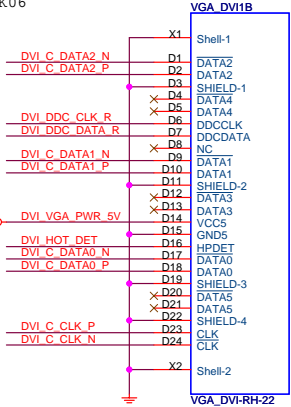 KU6
VGA_DVI1B
X1 Shell-1
DVI_C_DATA2_N D1 DATA2
DVI_C_DATA2_P D2 DATA2
D3 SHIELD-1
D4 DATA4
D5 DATA4
DVI_DDC_CLK_R D6 DDCCLK
DVI_DDC_DATA_R D7 DDCDATA
D8 NC
DVI_C_DATA1_N D9 DATA1
DVI_C_DATA1_P D10 DATA1
D11 SHIELD-2
D12 DATA3
D13 DATA3
DVI_VGA_PWR_5V D14 VCC5
D15 GND5
DVI_HOT_DET D16 HPDET
DVI_C_DATA0_N D17 DATA0
DVI_C_DATA0_P D18 DATA0
D19 SHIELD-3
D20 DATA5
D21 DATA5
D22 SHIELD-4
DVI_C_CLK_P D23 CLK
DVI_C_CLK_N D24 CLK
X2 Shell-2
VGA_DVI-RH-22